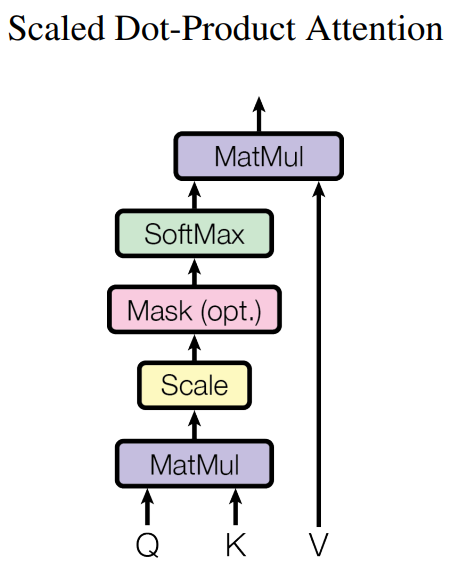 Scaled Dot-Product Attention
MatMul
SoftMax
Mask (opt.)
Scale
MatMul
Q K V